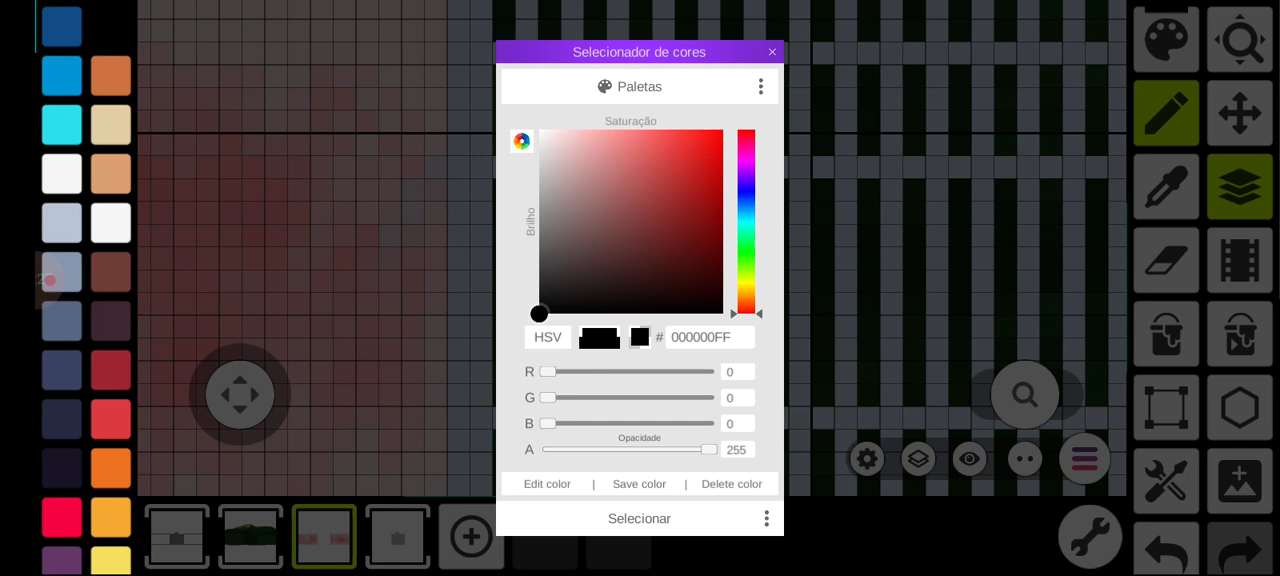 Selecionador de cores ×
Paletas
Saturação
Brilho
HSV # 000000FF
R 0
G 0
B 0
Opacidade
A 255
Edit color | Save color | Delete color
Selecionar